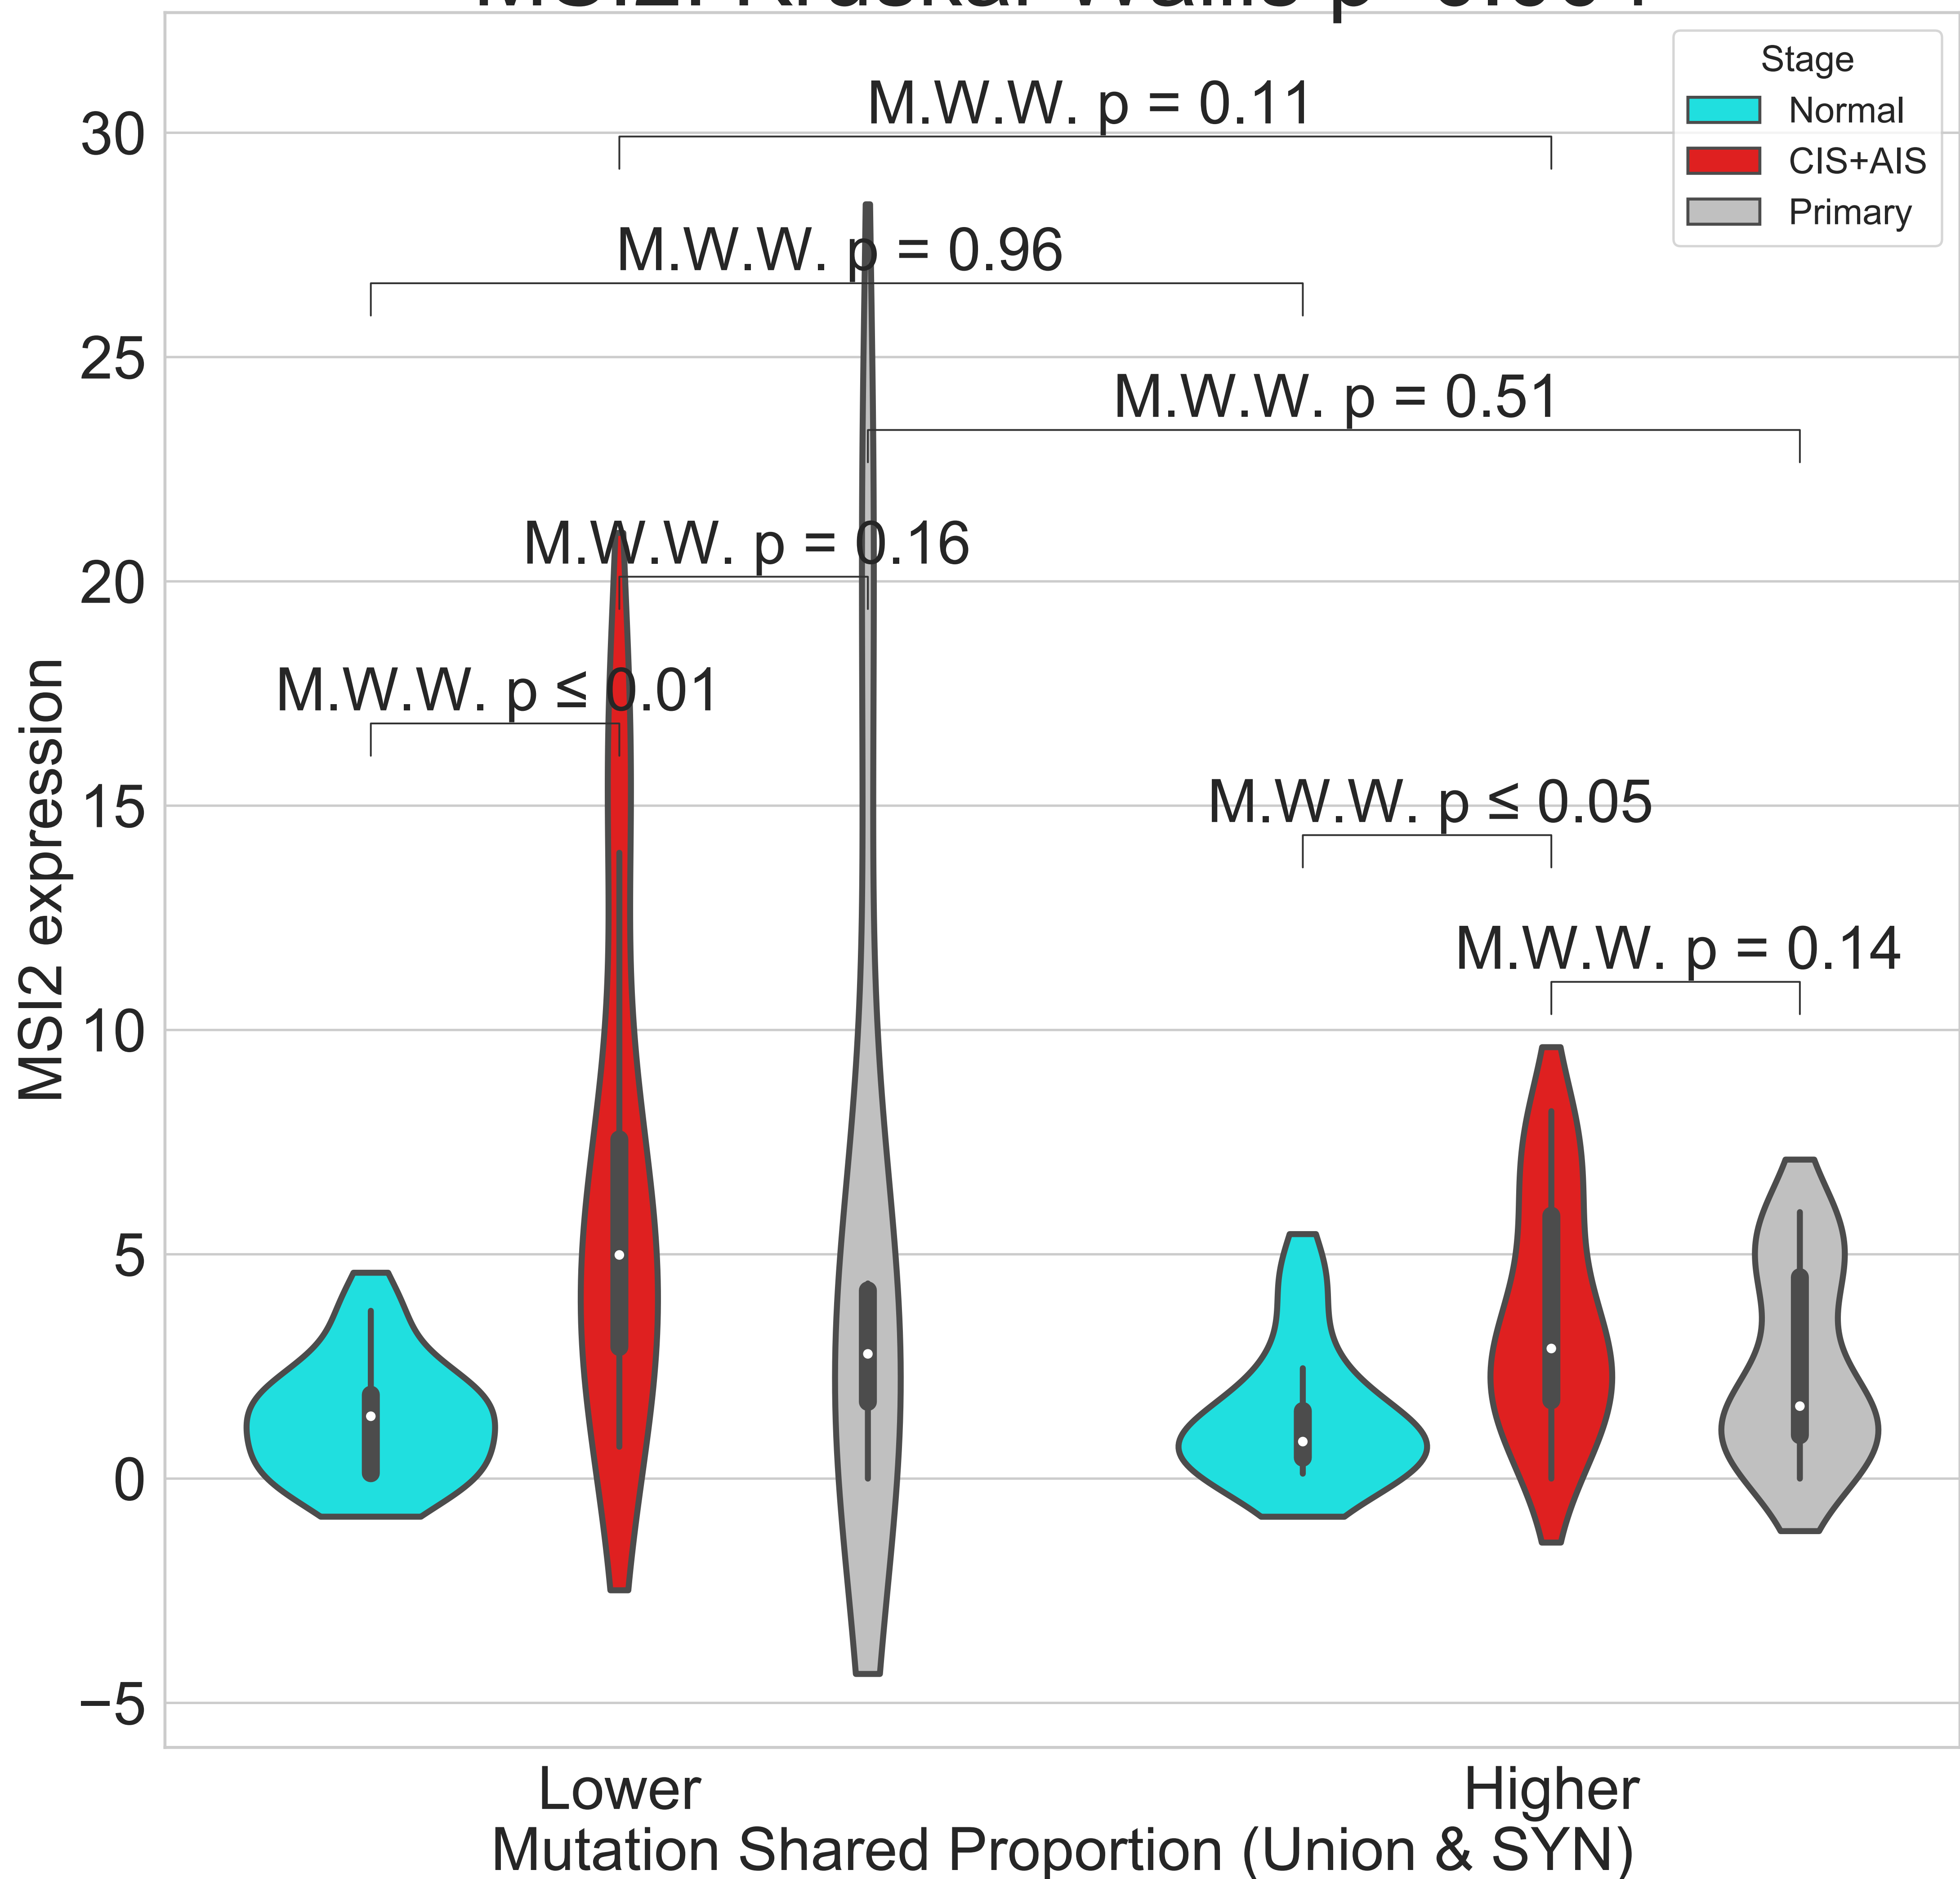 Stage
Normal
CIS+AIS
Primary
M.W.W. p = 0.11
M.W.W. p = 0.96
M.W.W. p = 0.51
M.W.W. p = 0.16
M.W.W. p ≤ 0.01
M.W.W. p ≤ 0.05
M.W.W. p = 0.14
30
25
20
15
10
5
0
−5
MSI2 expression
Lower
Higher
Mutation Shared Proportion (Union & SYN)